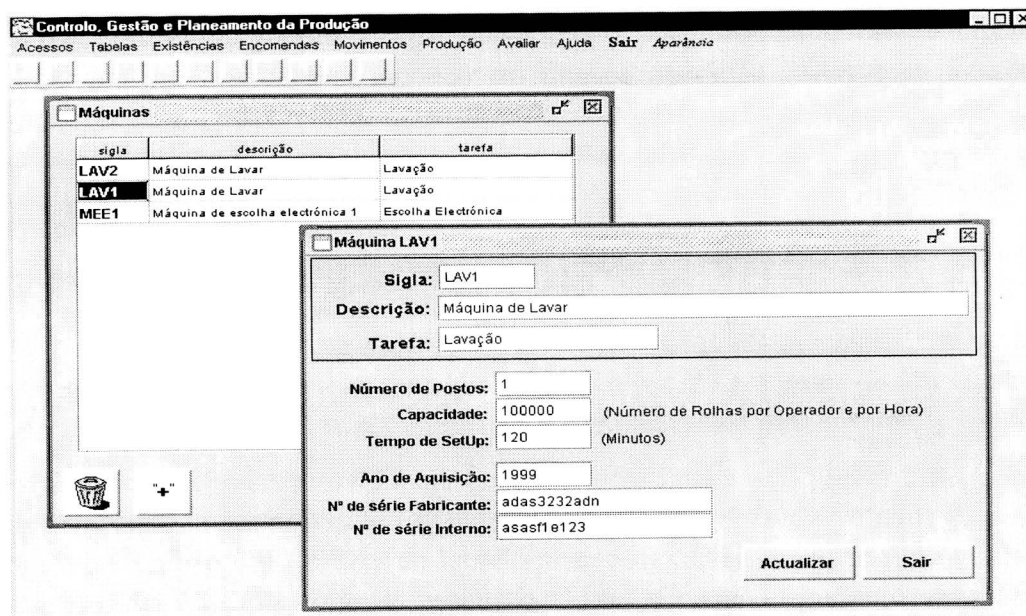 Controlo, Gestão e Planeamento da Produção
Acessos Tabelas Existências Encomendas Movimentos Produção Avaliar Ajuda Sair Aparência
Máquinas
sigla descrição tarefa
LAV2 Máquina de Lavar Lavação
LAV1 Máquina de Lavar Lavação
MEE1 Máquina de escolha electrónica 1 Escolha Electrónica
"+"
Máquina LAV1
Sigla: LAV1
Descrição: Máquina de Lavar
Tarefa: Lavação
Número de Postos: 1
Capacidade: 100000 (Número de Rolhas por Operador e por Hora)
Tempo de SetUp: 120 (Minutos)
Ano de Aquisição: 1999
Nº de série Fabricante: adas3232adn
Nº de série Interno: asasf1e123
Actualizar Sair